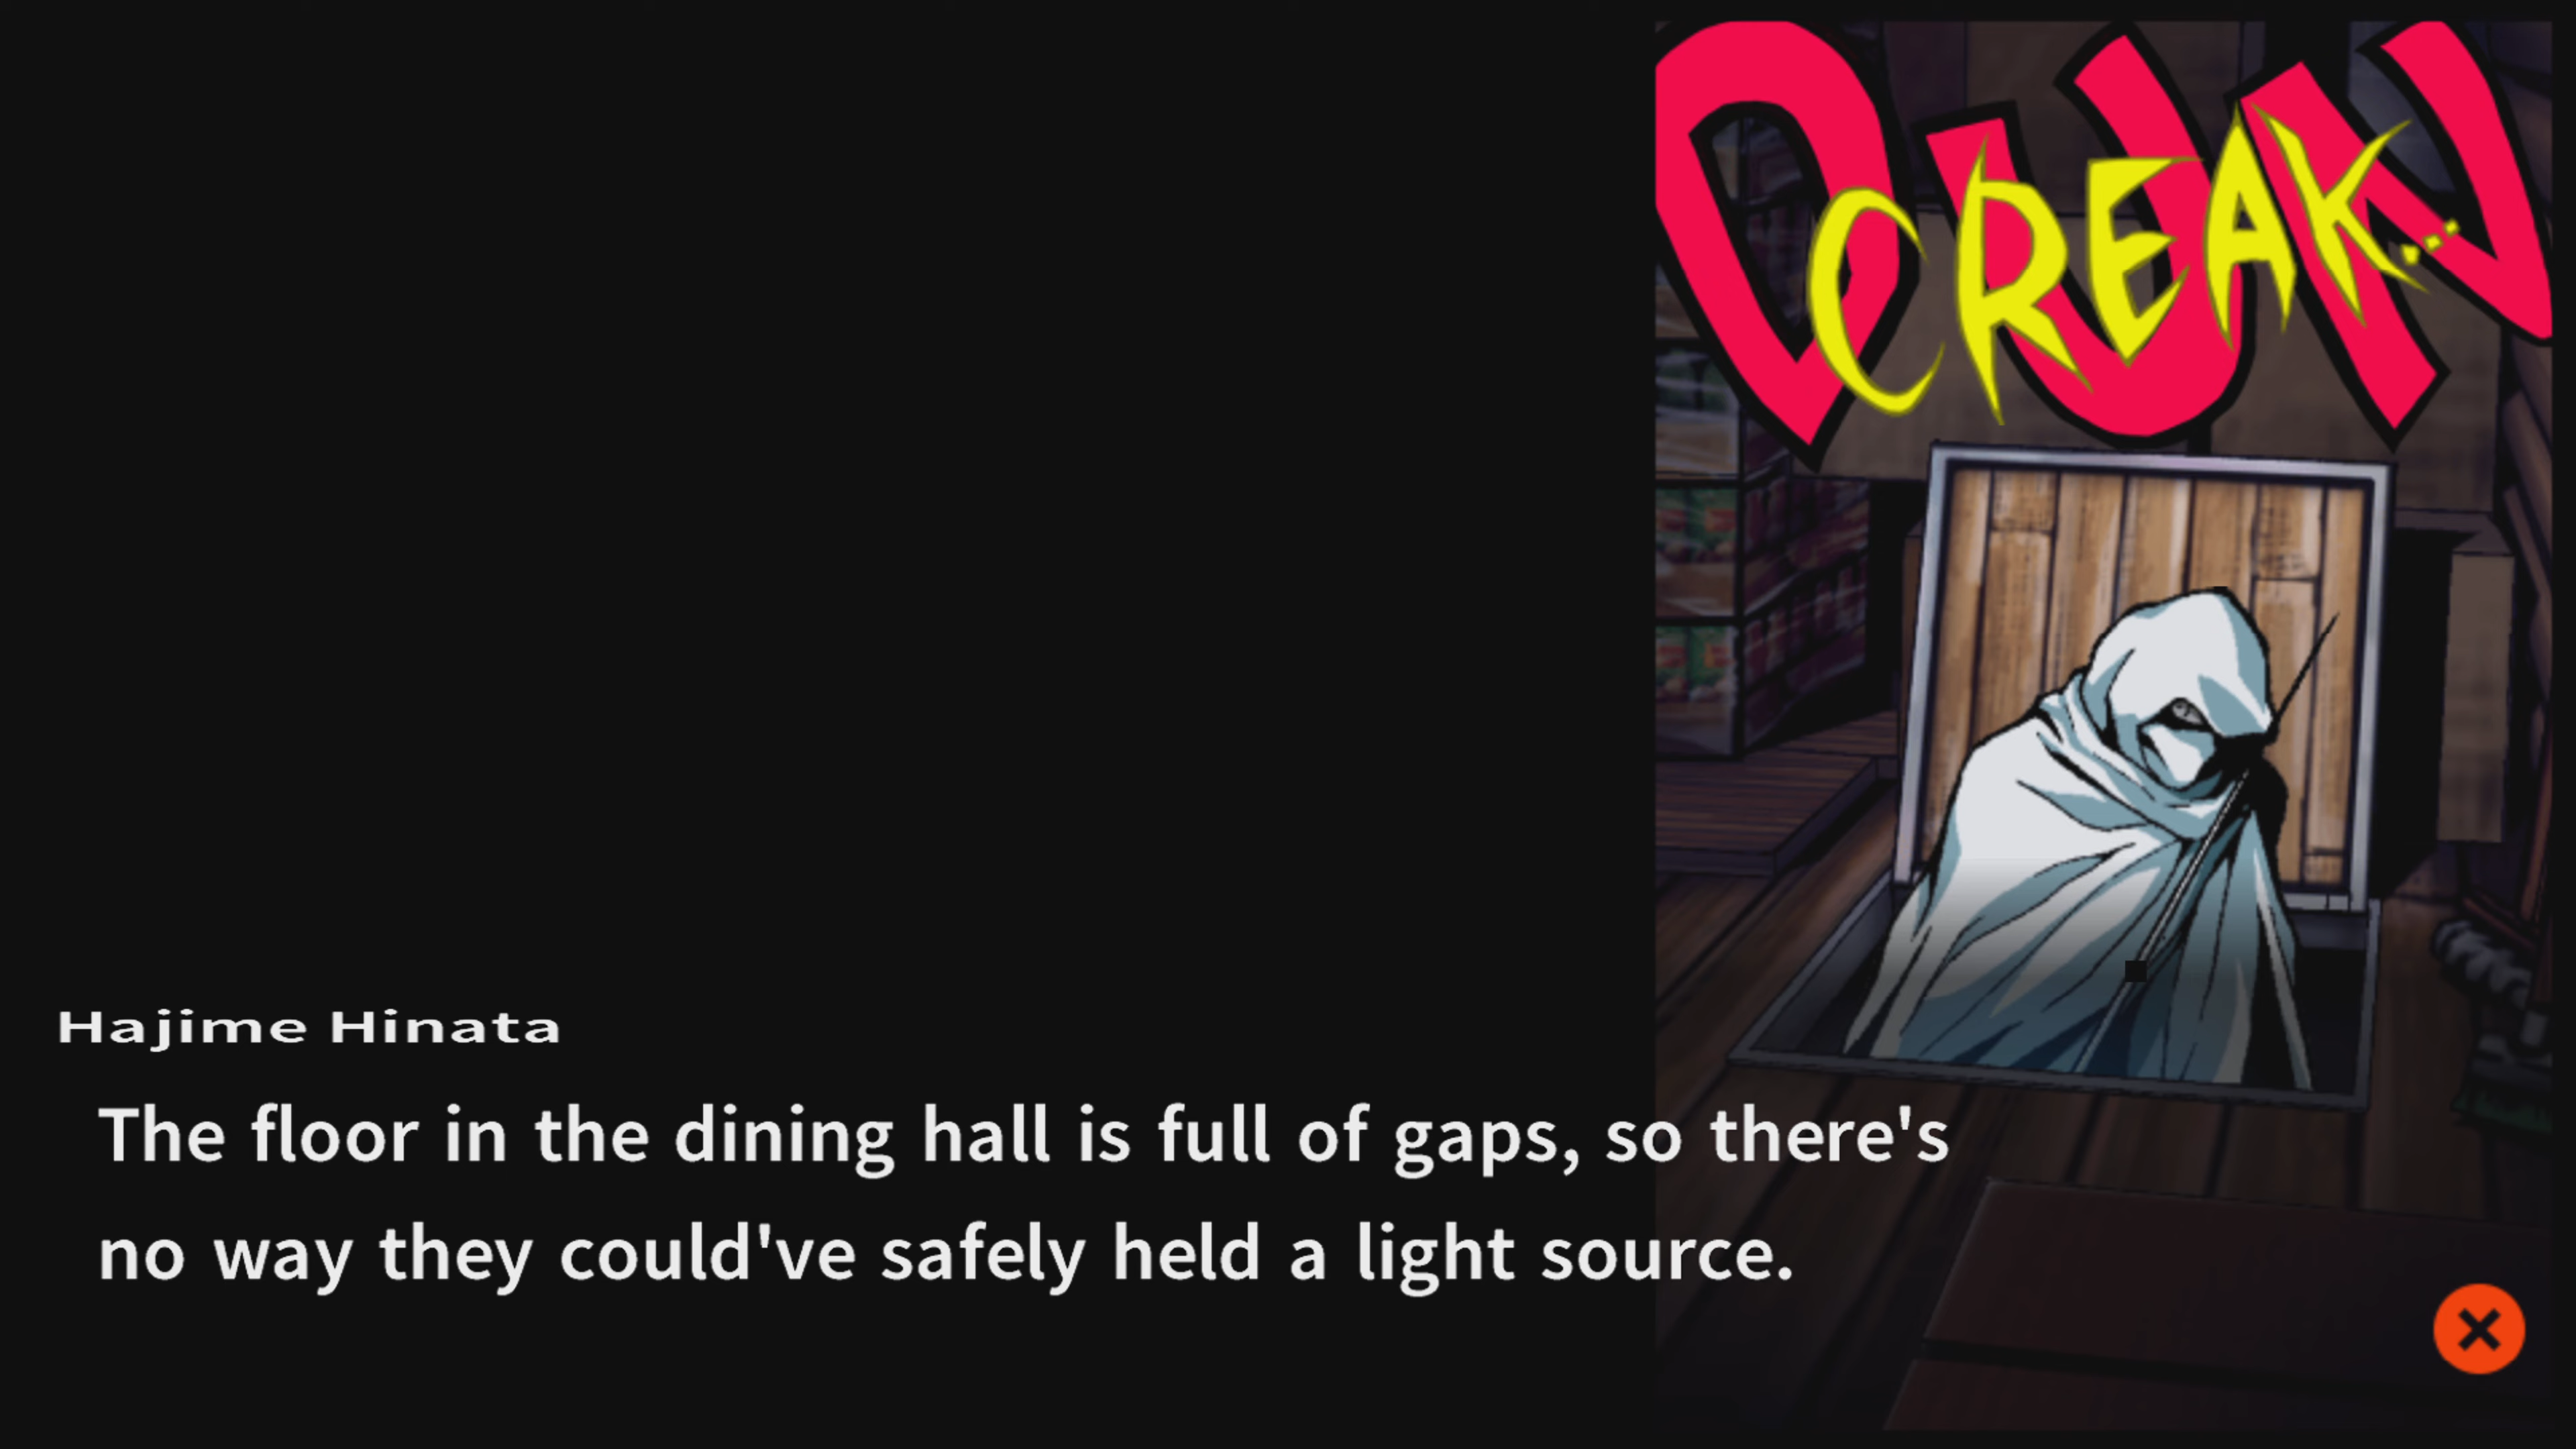 DUN
CREAK...
Hajime Hinata
The floor in the dining hall is full of gaps, so there's
no way they could've safely held a light source.